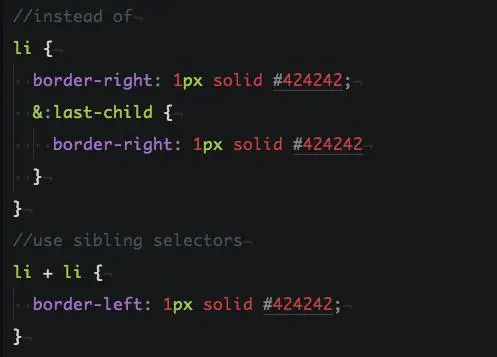 //instead of
li {
border-right: 1px solid #424242;
&:last-child {
border-right: 1px solid #424242
}
}
//use sibling selectors
li + li {
border-left: 1px solid #424242;
}